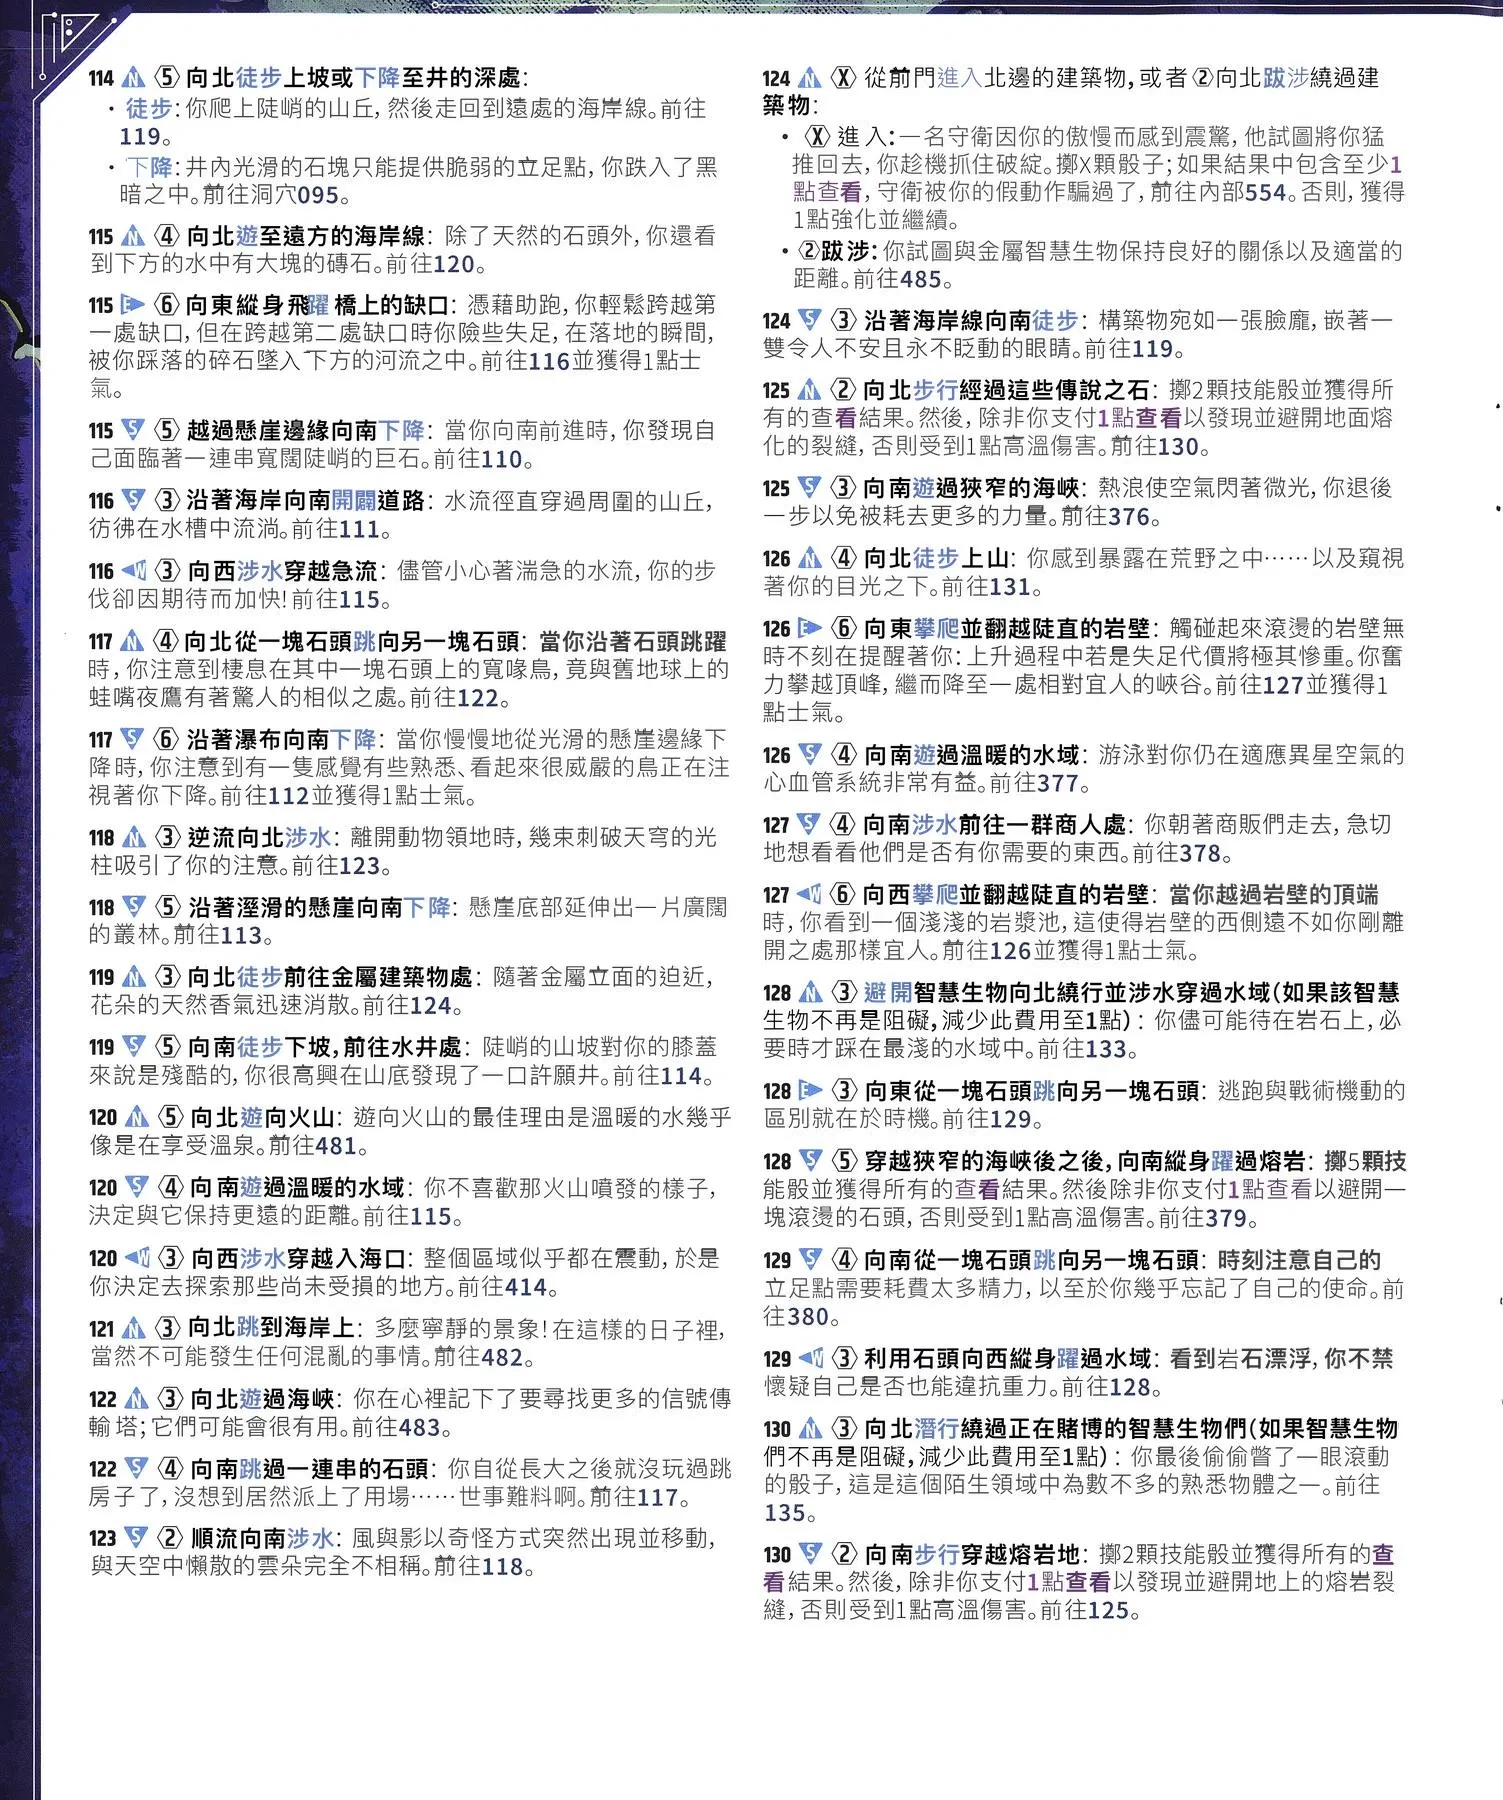 114 N 5 向北徒步上坡或下降至井的深處：
• 徒步：你爬上陡峭的山丘，然後走回到遠處的海岸線。前往
119。
• 下降：井內光滑的石塊只能提供脆弱的立足點，你跌入了黑
暗之中。前往洞穴095。
115 N 4 向北遊至遠方的海岸線： 除了天然的石頭外，你還看
到下方的水中有大塊的磚石。前往120。
115 E 6 向東縱身飛躍橋上的缺口： 憑藉助跑，你輕鬆跨越第
一處缺口，但在跨越第二處缺口時你險些失足，在落地的瞬間，
被你踩落的碎石墜入下方的河流之中。前往116並獲得1點士
氣。
115 S 5 越過懸崖邊緣向南下降： 當你向南前進時，你發現自
己面臨著一連串寬闊陡峭的巨石。前往110。
116 S 3 沿著海岸向南開闢道路： 水流徑直穿過周圍的山丘，
彷彿在水槽中流淌。前往111。
116 W 3 向西涉水穿越急流： 儘管小心著湍急的水流，你的步
伐卻因期待而加快！前往115。
117 N 4 向北從一塊石頭跳向另一塊石頭： 當你沿著石頭跳躍
時，你注意到棲息在其中一塊石頭上的寬喙鳥，竟與舊地球上的
蛙嘴夜鷹有著驚人的相似之處。前往122。
117 S 6 沿著瀑布向南下降： 當你慢慢地從光滑的懸崖邊緣下
降時，你注意到有一隻感覺有些熟悉、看起來很威嚴的鳥正在注
視著你下降。前往112並獲得1點士氣。
118 N 3 逆流向北涉水： 離開動物領地時，幾束刺破天穹的光
柱吸引了你的注意。前往123。
118 S 5 沿著溼滑的懸崖向南下降： 懸崖底部延伸出一片廣闊
的叢林。前往113。
119 N 3 向北徒步前往金屬建築物處： 隨著金屬立面的迫近，
花朵的天然香氣迅速消散。前往124。
119 S 5 向南徒步下坡，前往水井處： 陡峭的山坡對你的膝蓋
來說是殘酷的，你很高興在山底發現了一口許願井。前往114。
120 N 5 向北遊向火山： 遊向火山的最佳理由是溫暖的水幾乎
像是在享受溫泉。前往481。
120 S 4 向南遊過溫暖的水域： 你不喜歡那火山噴發的樣子，
決定與它保持更遠的距離。前往115。
120 W 3 向西涉水穿越入海口： 整個區域似乎都在震動，於是
你決定去探索那些尚未受損的地方。前往414。
121 N 3 向北跳到海岸上： 多麼寧靜的景象！在這樣的日子裡，
當然不可能發生任何混亂的事情。前往482。
122 N 3 向北遊過海峽： 你在心裡記下了要尋找更多的信號傳
輸塔；它們可能會很有用。前往483。
122 S 4 向南跳過一連串的石頭： 你自從長大之後就沒玩過跳
房子了，沒想到居然派上了用場……世事難料啊。前往117。
123 S 2 順流向南涉水： 風與影以奇怪方式突然出現並移動，
與天空中懶散的雲朵完全不相稱。前往118。
124 N X 從前門進入北邊的建築物，或者2向北跋涉繞過建
築物：
• X 進入：一名守衛因你的傲慢而感到震驚，他試圖將你猛
推回去，你趁機抓住破綻。擲X顆骰子；如果結果中包含至少1
點查看，守衛被你的假動作騙過了，前往內部554。否則，獲得
1點強化並繼續。
• 2跋涉：你試圖與金屬智慧生物保持良好的關係以及適當的
距離。前往485。
124 S 3 沿著海岸線向南徒步： 構築物宛如一張臉龐，嵌著一
雙令人不安且永不眨動的眼睛。前往119。
125 N 2 向北步行經過這些傳說之石： 擲2顆技能骰並獲得所
有的查看結果。然後，除非你支付1點查看以發現並避開地面熔
化的裂縫，否則受到1點高溫傷害。前往130。
125 S 3 向南遊過狹窄的海峽： 熱浪使空氣閃著微光，你退後
一步以免被耗去更多的力量。前往376。
126 N 4 向北徒步上山： 你感到暴露在荒野之中……以及窺視
著你的目光之下。前往131。
126 E 6 向東攀爬並翻越陡直的岩壁： 觸碰起來滾燙的岩壁無
時不刻在提醒著你：上升過程中若是失足代價將極其慘重。你奮
力攀越頂峰，繼而降至一處相對宜人的峽谷。前往127並獲得1
點士氣。
126 S 4 向南遊過溫暖的水域： 游泳對你仍在適應異星空氣的
心血管系統非常有益。前往377。
127 S 4 向南涉水前往一群商人處： 你朝著商販們走去，急切
地想看看他們是否有你需要的東西。前往378。
127 W 6 向西攀爬並翻越陡直的岩壁： 當你越過岩壁的頂端
時，你看到一個淺淺的岩漿池，這使得岩壁的西側遠不如你剛離
開之處那樣宜人。前往126並獲得1點士氣。
128 N 3 避開智慧生物向北繞行並涉水穿過水域（如果該智慧
生物不再是阻礙，減少此費用至1點）： 你儘可能待在岩石上，必
要時才踩在最淺的水域中。前往133。
128 E 3 向東從一塊石頭跳向另一塊石頭： 逃跑與戰術機動的
區別就在於時機。前往129。
128 S 5 穿越狹窄的海峽後之後，向南縱身躍過熔岩： 擲5顆技
能骰並獲得所有的查看結果。然後除非你支付1點查看以避開一
塊滾燙的石頭，否則受到1點高溫傷害。前往379。
129 S 4 向南從一塊石頭跳向另一塊石頭： 時刻注意自己的
立足點需要耗費太多精力，以至於你幾乎忘記了自己的使命。前
往380。
129 W 3 利用石頭向西縱身躍過水域： 看到岩石漂浮，你不禁
懷疑自己是否也能違抗重力。前往128。
130 N 3 向北潛行繞過正在賭博的智慧生物們（如果智慧生物
們不再是阻礙，減少此費用至1點）： 你最後偷偷瞥了一眼滾動
的骰子，這是這個陌生領域中為數不多的熟悉物體之一。前往
135。
130 S 2 向南步行穿越熔岩地： 擲2顆技能骰並獲得所有的查
看結果。然後，除非你支付1點查看以發現並避開地上的熔岩裂
縫，否則受到1點高溫傷害。前往125。